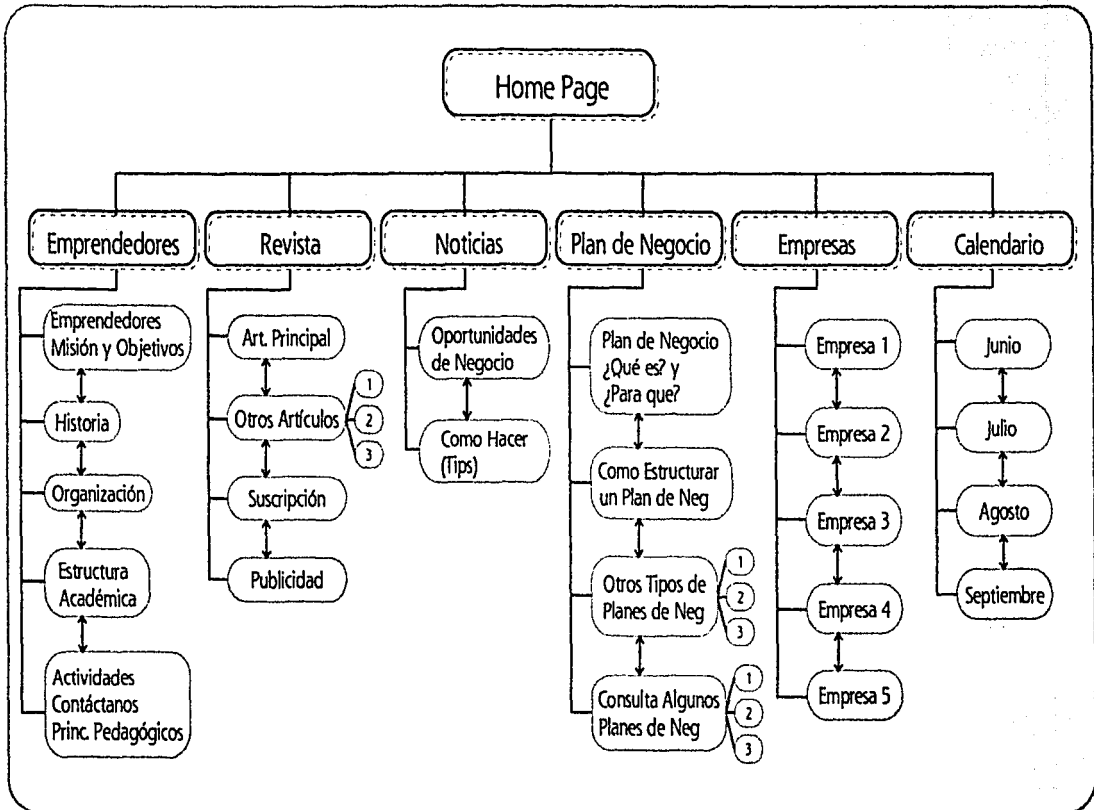 Home Page
Emprendedores
Revista
Noticias
Plan de Negocio
Empresas
Calendario
Emprendedores
Misión y Objetivos
Historia
Organización
Estructura
Académica
Actividades
Contáctanos
Princ. Pedagógicos
Art. Principal
Otros Artículos
1
2
3
Suscripción
Publicidad
Oportunidades
de Negocio
Como Hacer
(Tips)
Plan de Negocio
¿Qué es? y
¿Para que?
Como Estructurar
un Plan de Neg
Otros Tipos de
Planes de Neg
1
2
3
Consulta Algunos
Planes de Neg
1
2
3
Empresa 1
Empresa 2
Empresa 3
Empresa 4
Empresa 5
Junio
Julio
Agosto
Septiembre